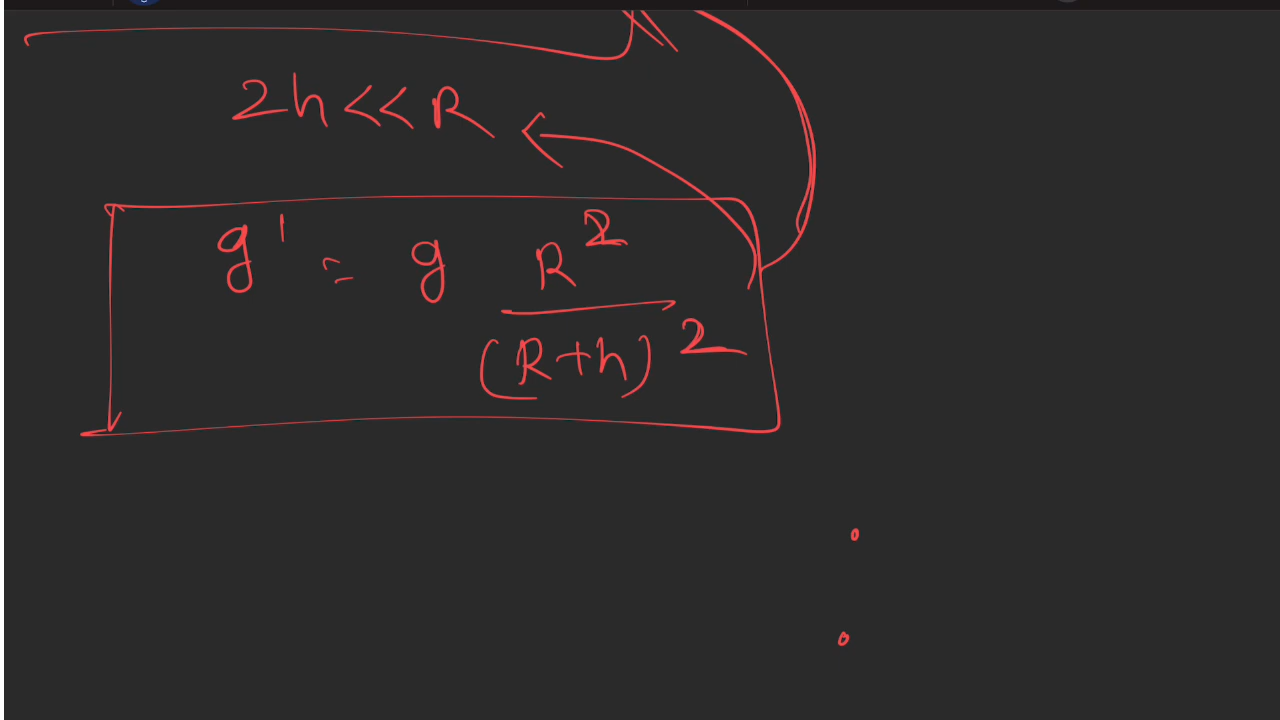 2h << R
g' = g R²
(R+h)²